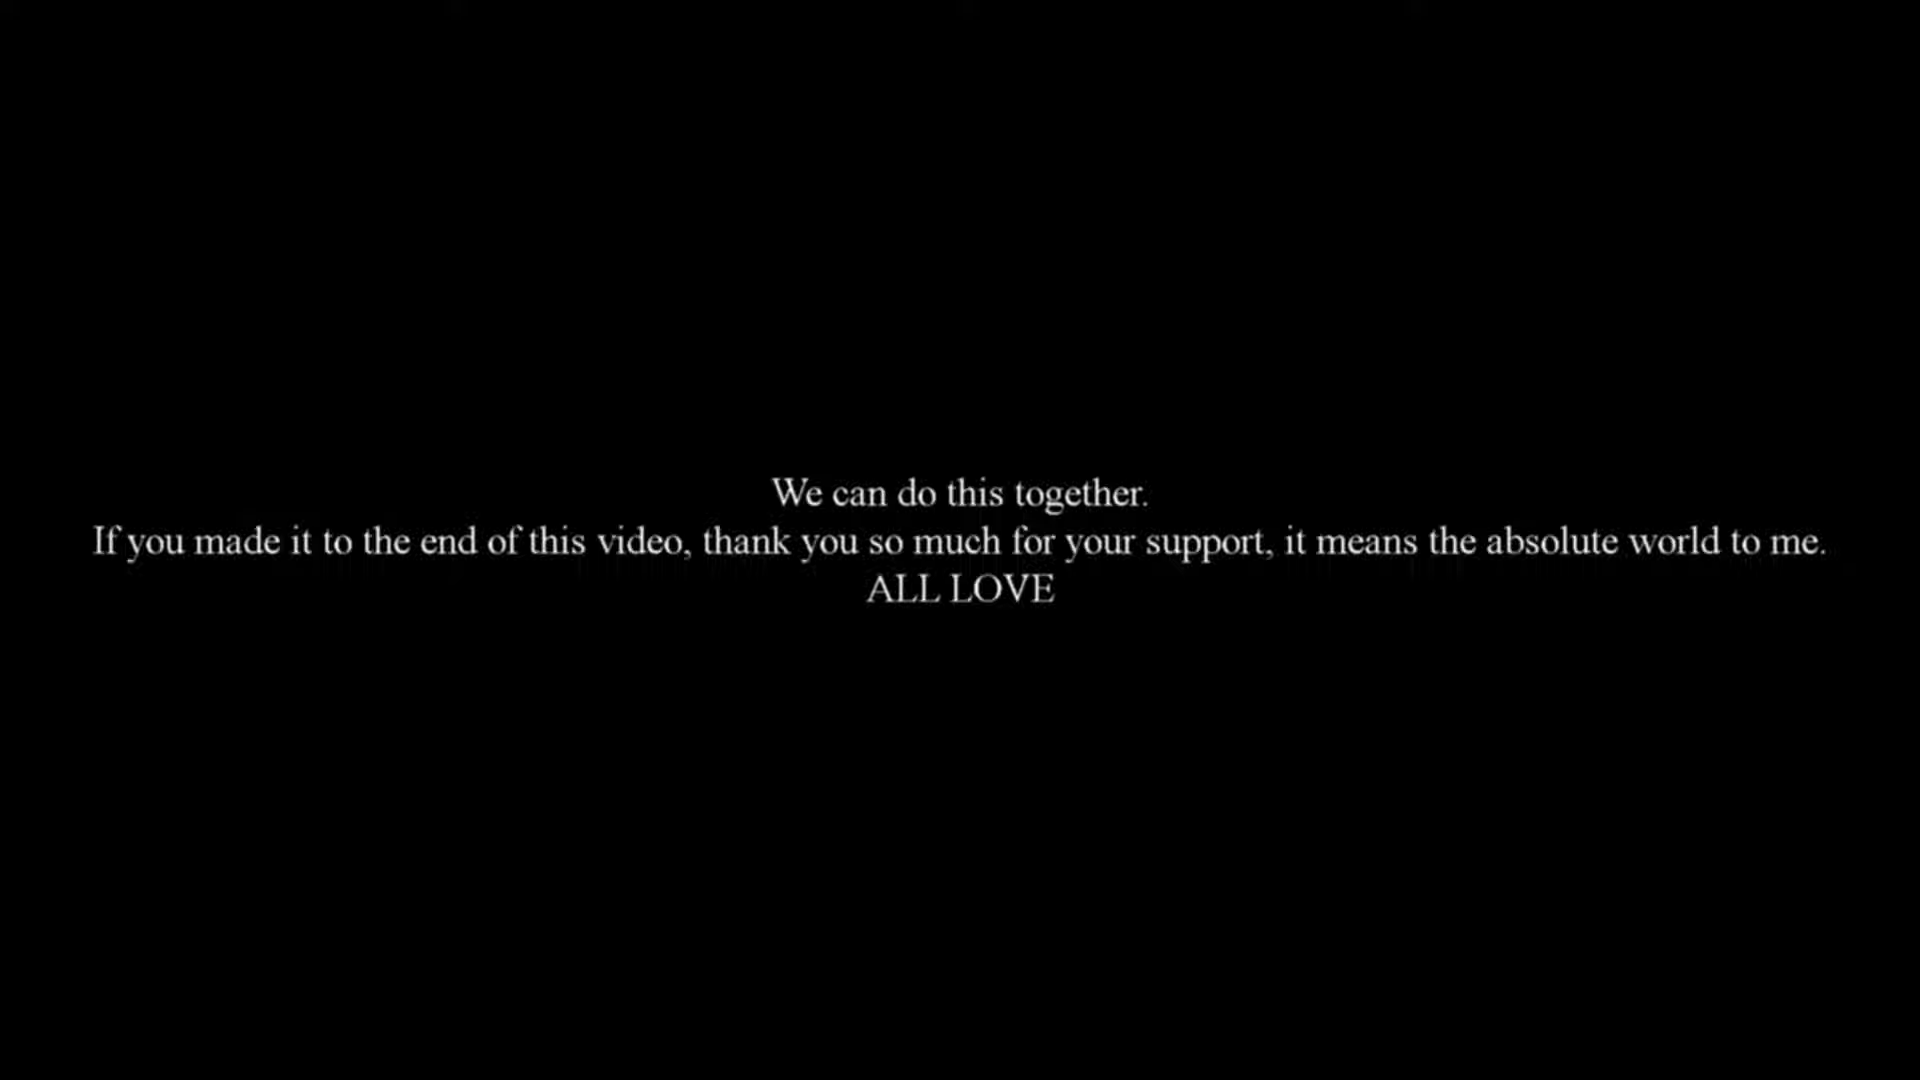 We can do this together.
If you made it to the end of this video, thank you so much for your support, it means the absolute world to me.
ALL LOVE